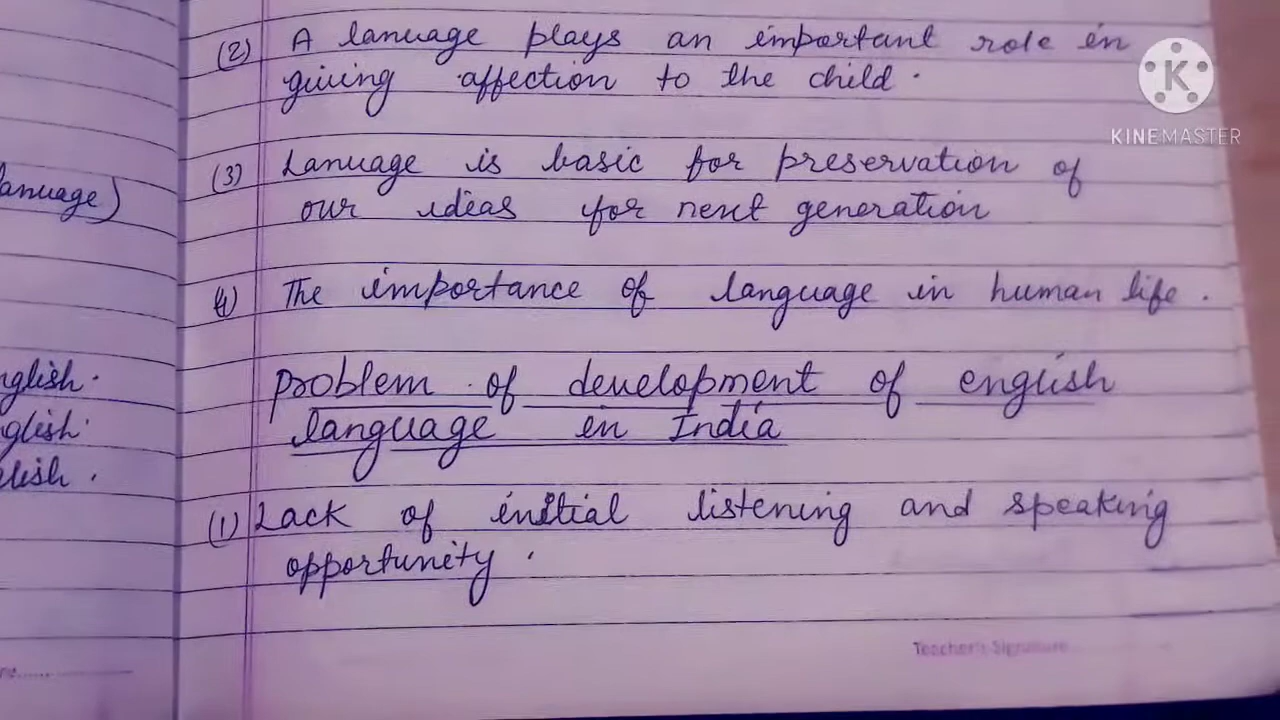 (2) A lanuage plays an important role in
giving affection to the child.
KINEMASTER
(3) Lanuage is basic for preservation of
our ideas for next generation
anuage)
(4) The importance of language in human life.
problem of development of english
language in India
nglish.
glish.
lish.
(1) Lack of initial listening and speaking
opportunity.
Teacher's Signature